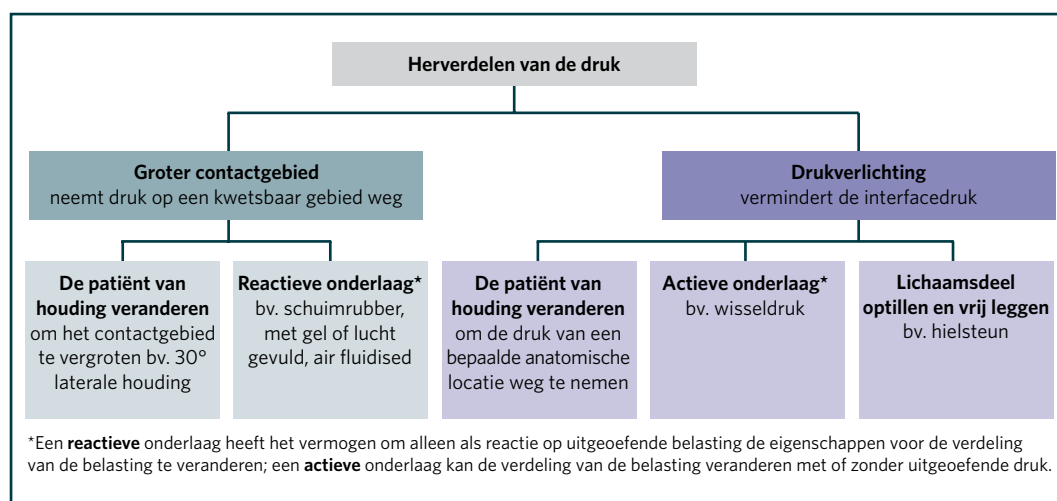 Herverdelen van de druk
Groter contactgebied
neemt druk op een kwetsbaar gebied weg
Drukverlichting
vermindert de interfacedruk
De patiënt van
houding veranderen
om het contactgebied
te vergroten bv. 30°
laterale houding
Reactieve onderlaag*
bv. schuimrubber,
met gel of lucht
gevuld, air fluidised
De patiënt van
houding veranderen
om de druk van een
bepaalde anatomische
locatie weg te nemen
Actieve onderlaag*
bv. wisseldruk
Lichaamsdeel
optillen en vrij leggen
bv. hielsteun
*Een reactieve onderlaag heeft het vermogen om alleen als reactie op uitgeoefende belasting de eigenschappen voor de verdeling
van de belasting te veranderen; een actieve onderlaag kan de verdeling van de belasting veranderen met of zonder uitgeoefende druk.